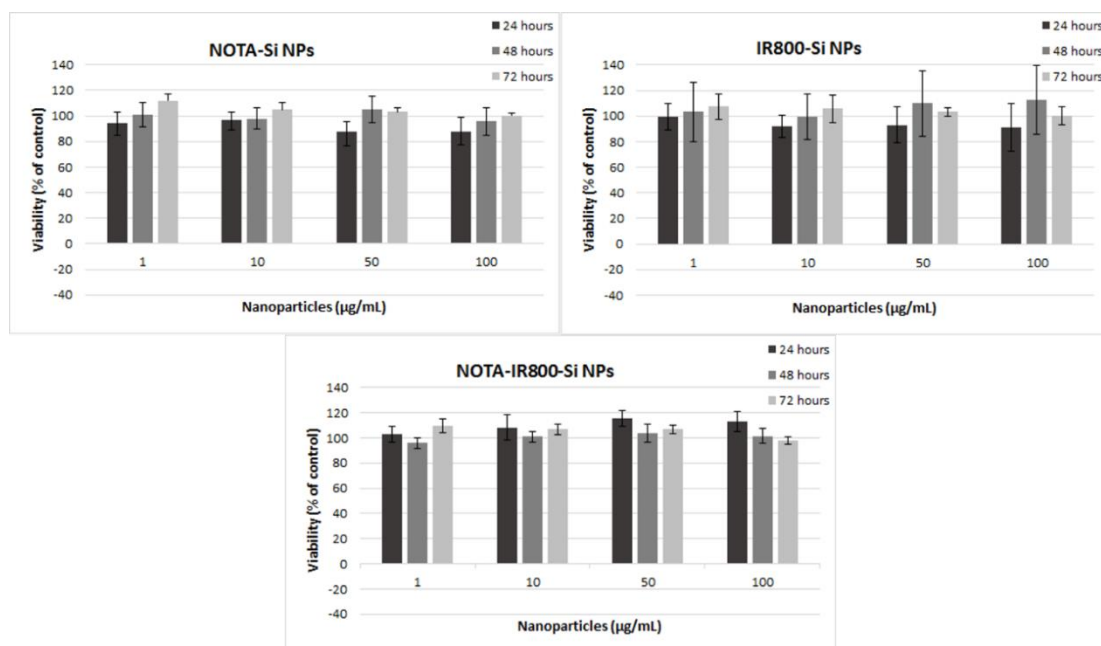 NOTA-Si NPs
24 hours
48 hours
72 hours
Viability (% of control)
140
120
100
80
60
40
20
0
-20
-40
1 10 50 100
Nanoparticles (µg/mL)
IR800-Si NPs
24 hours
48 hours
72 hours
Viability (% of control)
140
120
100
80
60
40
20
0
-20
-40
1 10 50 100
Nanoparticles (µg/mL)
NOTA-IR800-Si NPs
24 hours
48 hours
72 hours
Viability (% of control)
140
120
100
80
60
40
20
0
-20
-40
1 10 50 100
Nanoparticles (µg/mL)